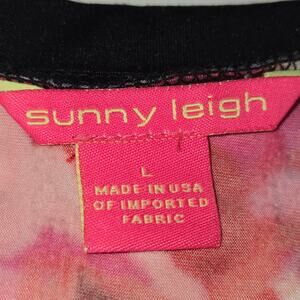 sunny leigh
L
MADE IN USA
OF IMPORTED
FABRIC